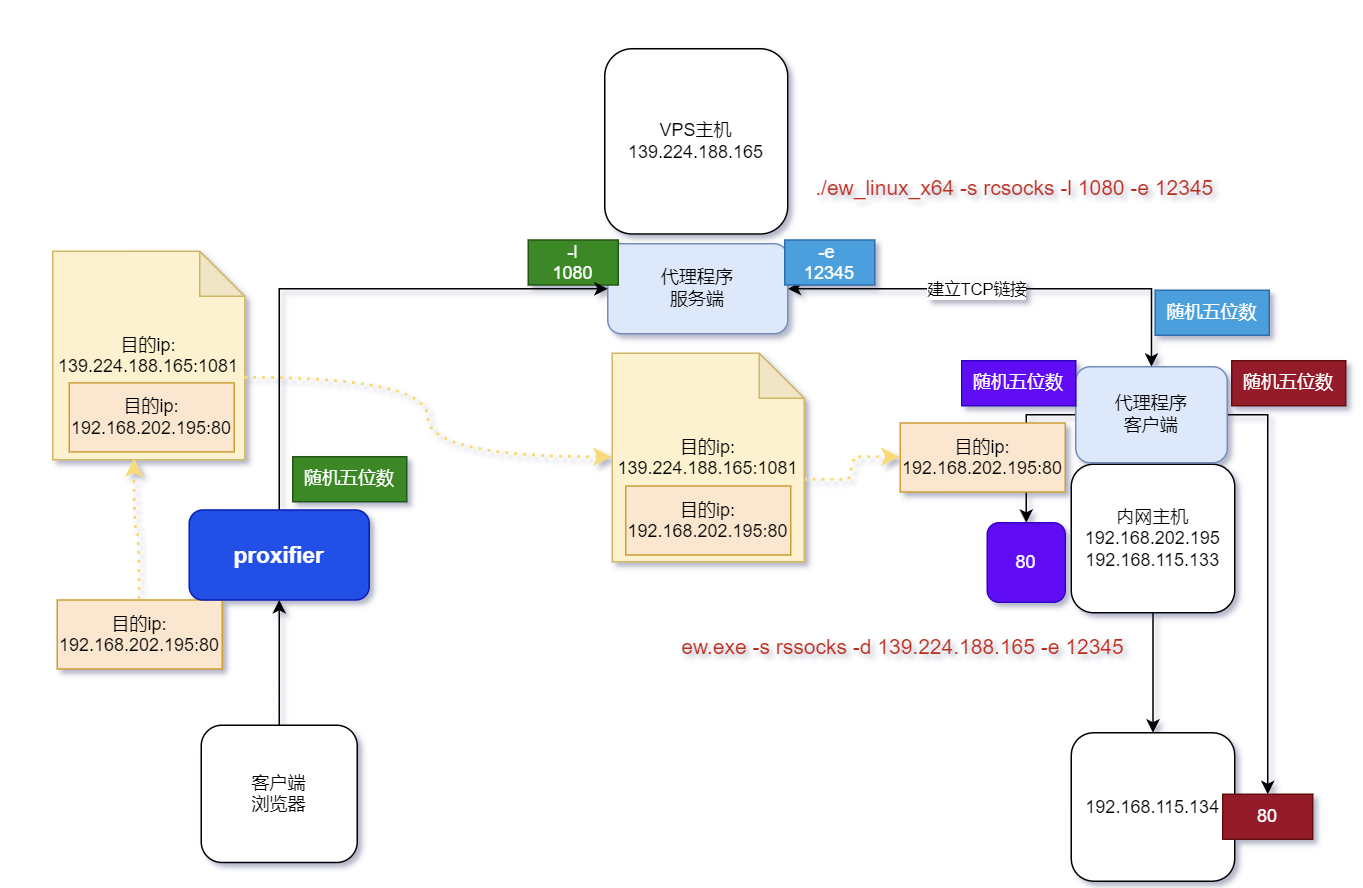 VPS主机
139.224.188.165
./ew_linux_x64 -s rcsocks -l 1080 -e 12345
-l
1080
代理程序
服务端
-e
12345
建立TCP链接
随机五位数
目的ip:
139.224.188.165:1081
目的ip:
192.168.202.195:80
随机五位数
代理程序
客户端
随机五位数
目的ip:
139.224.188.165:1081
目的ip:
192.168.202.195:80
目的ip:
192.168.202.195:80
随机五位数
proxifier
80
内网主机
192.168.202.195
192.168.115.133
目的ip:
192.168.202.195:80
ew.exe -s rssocks -d 139.224.188.165 -e 12345
客户端
浏览器
192.168.115.134
80